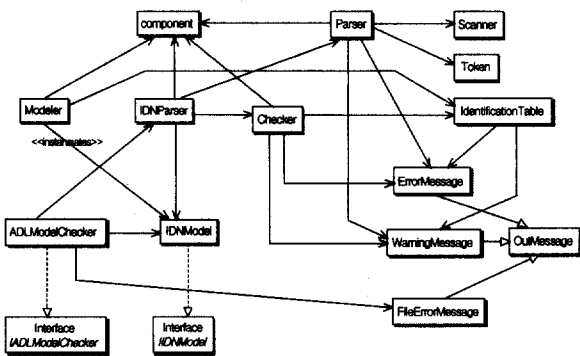 component
Parser
Scanner
Token
Modeler
IDNParser
Checker
IdentificationTable
<<instantiates>>
ErrorMessage
ADLModelChecker
IDNModel
WarningMessage
OutMessage
FileErrorMessage
Interface
IADLModelChecker
Interface
IIDNModel